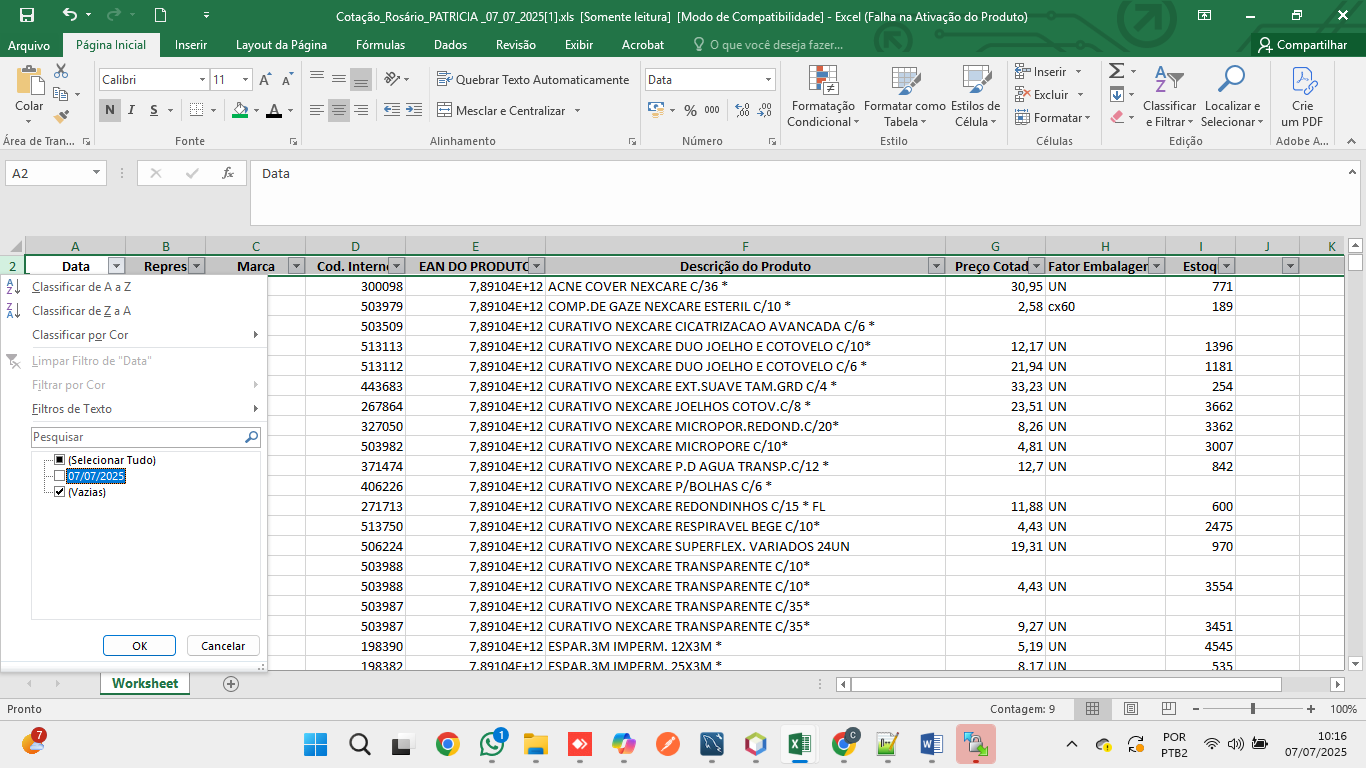 Cotação_Rosário_PATRICIA _07_07_2025[1].xls [Somente leitura] [Modo de Compatibilidade] - Excel (Falha na Ativação do Produto)
Arquivo Página Inicial Inserir Layout da Página Fórmulas Dados Revisão Exibir Acrobat O que você deseja fazer... Compartilhar
Colar
Calibri 11
N I S
Quebrar Texto Automaticamente
Mesclar e Centralizar
Data
% 000
Formatação Condicional
Formatar como Tabela
Estilos de Célula
Inserir
Excluir
Formatar
Classificar e Filtrar
Localizar e Selecionar
Crie um PDF
Área de Tran... Fonte Alinhamento Número Estilo Células Edição Adobe A...
A2 fx Data
A B C D E F G H I J K
2 Data Repres Marca Cod. Intern EAN DO PRODUTO Descrição do Produto Preço Cotad Fator Embalager Estoq
300098 7,89104E+12 ACNE COVER NEXCARE C/36 * 30,95 UN 771
503979 7,89104E+12 COMP.DE GAZE NEXCARE ESTERIL C/10 * 2,58 cx60 189
503509 7,89104E+12 CURATIVO NEXCARE CICATRIZACAO AVANCADA C/6 *
513113 7,89104E+12 CURATIVO NEXCARE DUO JOELHO E COTOVELO C/10* 12,17 UN 1396
513112 7,89104E+12 CURATIVO NEXCARE DUO JOELHO E COTOVELO C/6 * 21,94 UN 1181
443683 7,89104E+12 CURATIVO NEXCARE EXT.SUAVE TAM.GRD C/4 * 33,23 UN 254
267864 7,89104E+12 CURATIVO NEXCARE JOELHOS COTOV.C/8 * 23,51 UN 3662
327050 7,89104E+12 CURATIVO NEXCARE MICROPOR.REDOND.C/20* 8,26 UN 3362
503982 7,89104E+12 CURATIVO NEXCARE MICROPORE C/10* 4,81 UN 3007
371474 7,89104E+12 CURATIVO NEXCARE P.D AGUA TRANSP.C/12 * 12,7 UN 842
406226 7,89104E+12 CURATIVO NEXCARE P/BOLHAS C/6 *
271713 7,89104E+12 CURATIVO NEXCARE REDONDINHOS C/15 * FL 11,88 UN 600
513750 7,89104E+12 CURATIVO NEXCARE RESPIRAVEL BEGE C/10* 4,43 UN 2475
506224 7,89104E+12 CURATIVO NEXCARE SUPERFLEX. VARIADOS 24UN 19,31 UN 970
503988 7,89104E+12 CURATIVO NEXCARE TRANSPARENTE C/10*
503988 7,89104E+12 CURATIVO NEXCARE TRANSPARENTE C/10* 4,43 UN 3554
503987 7,89104E+12 CURATIVO NEXCARE TRANSPARENTE C/35*
503987 7,89104E+12 CURATIVO NEXCARE TRANSPARENTE C/35* 9,27 UN 3451
198390 7,89104E+12 ESPAR.3M IMPERM. 12X3M * 5,19 UN 4545
198382 7,89104E+12 ESPAR.3M IMPERM. 25X3M * 8,17 UN 535
Classificar de A a Z
Classificar de Z a A
Classificar por Cor
Limpar Filtro de "Data"
Filtrar por Cor
Filtros de Texto
Pesquisar
(Selecionar Tudo)
07/07/2025
(Vazias)
OK Cancelar
Worksheet
Pronto Contagem: 9 100%
7 1 C W POR PTB2 10:16 07/07/2025